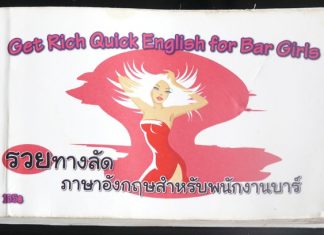 Get Rich Quick English for Bar Girls
รวยทางลัด
ภาษาอังกฤษสำหรับพนักงานบาร์